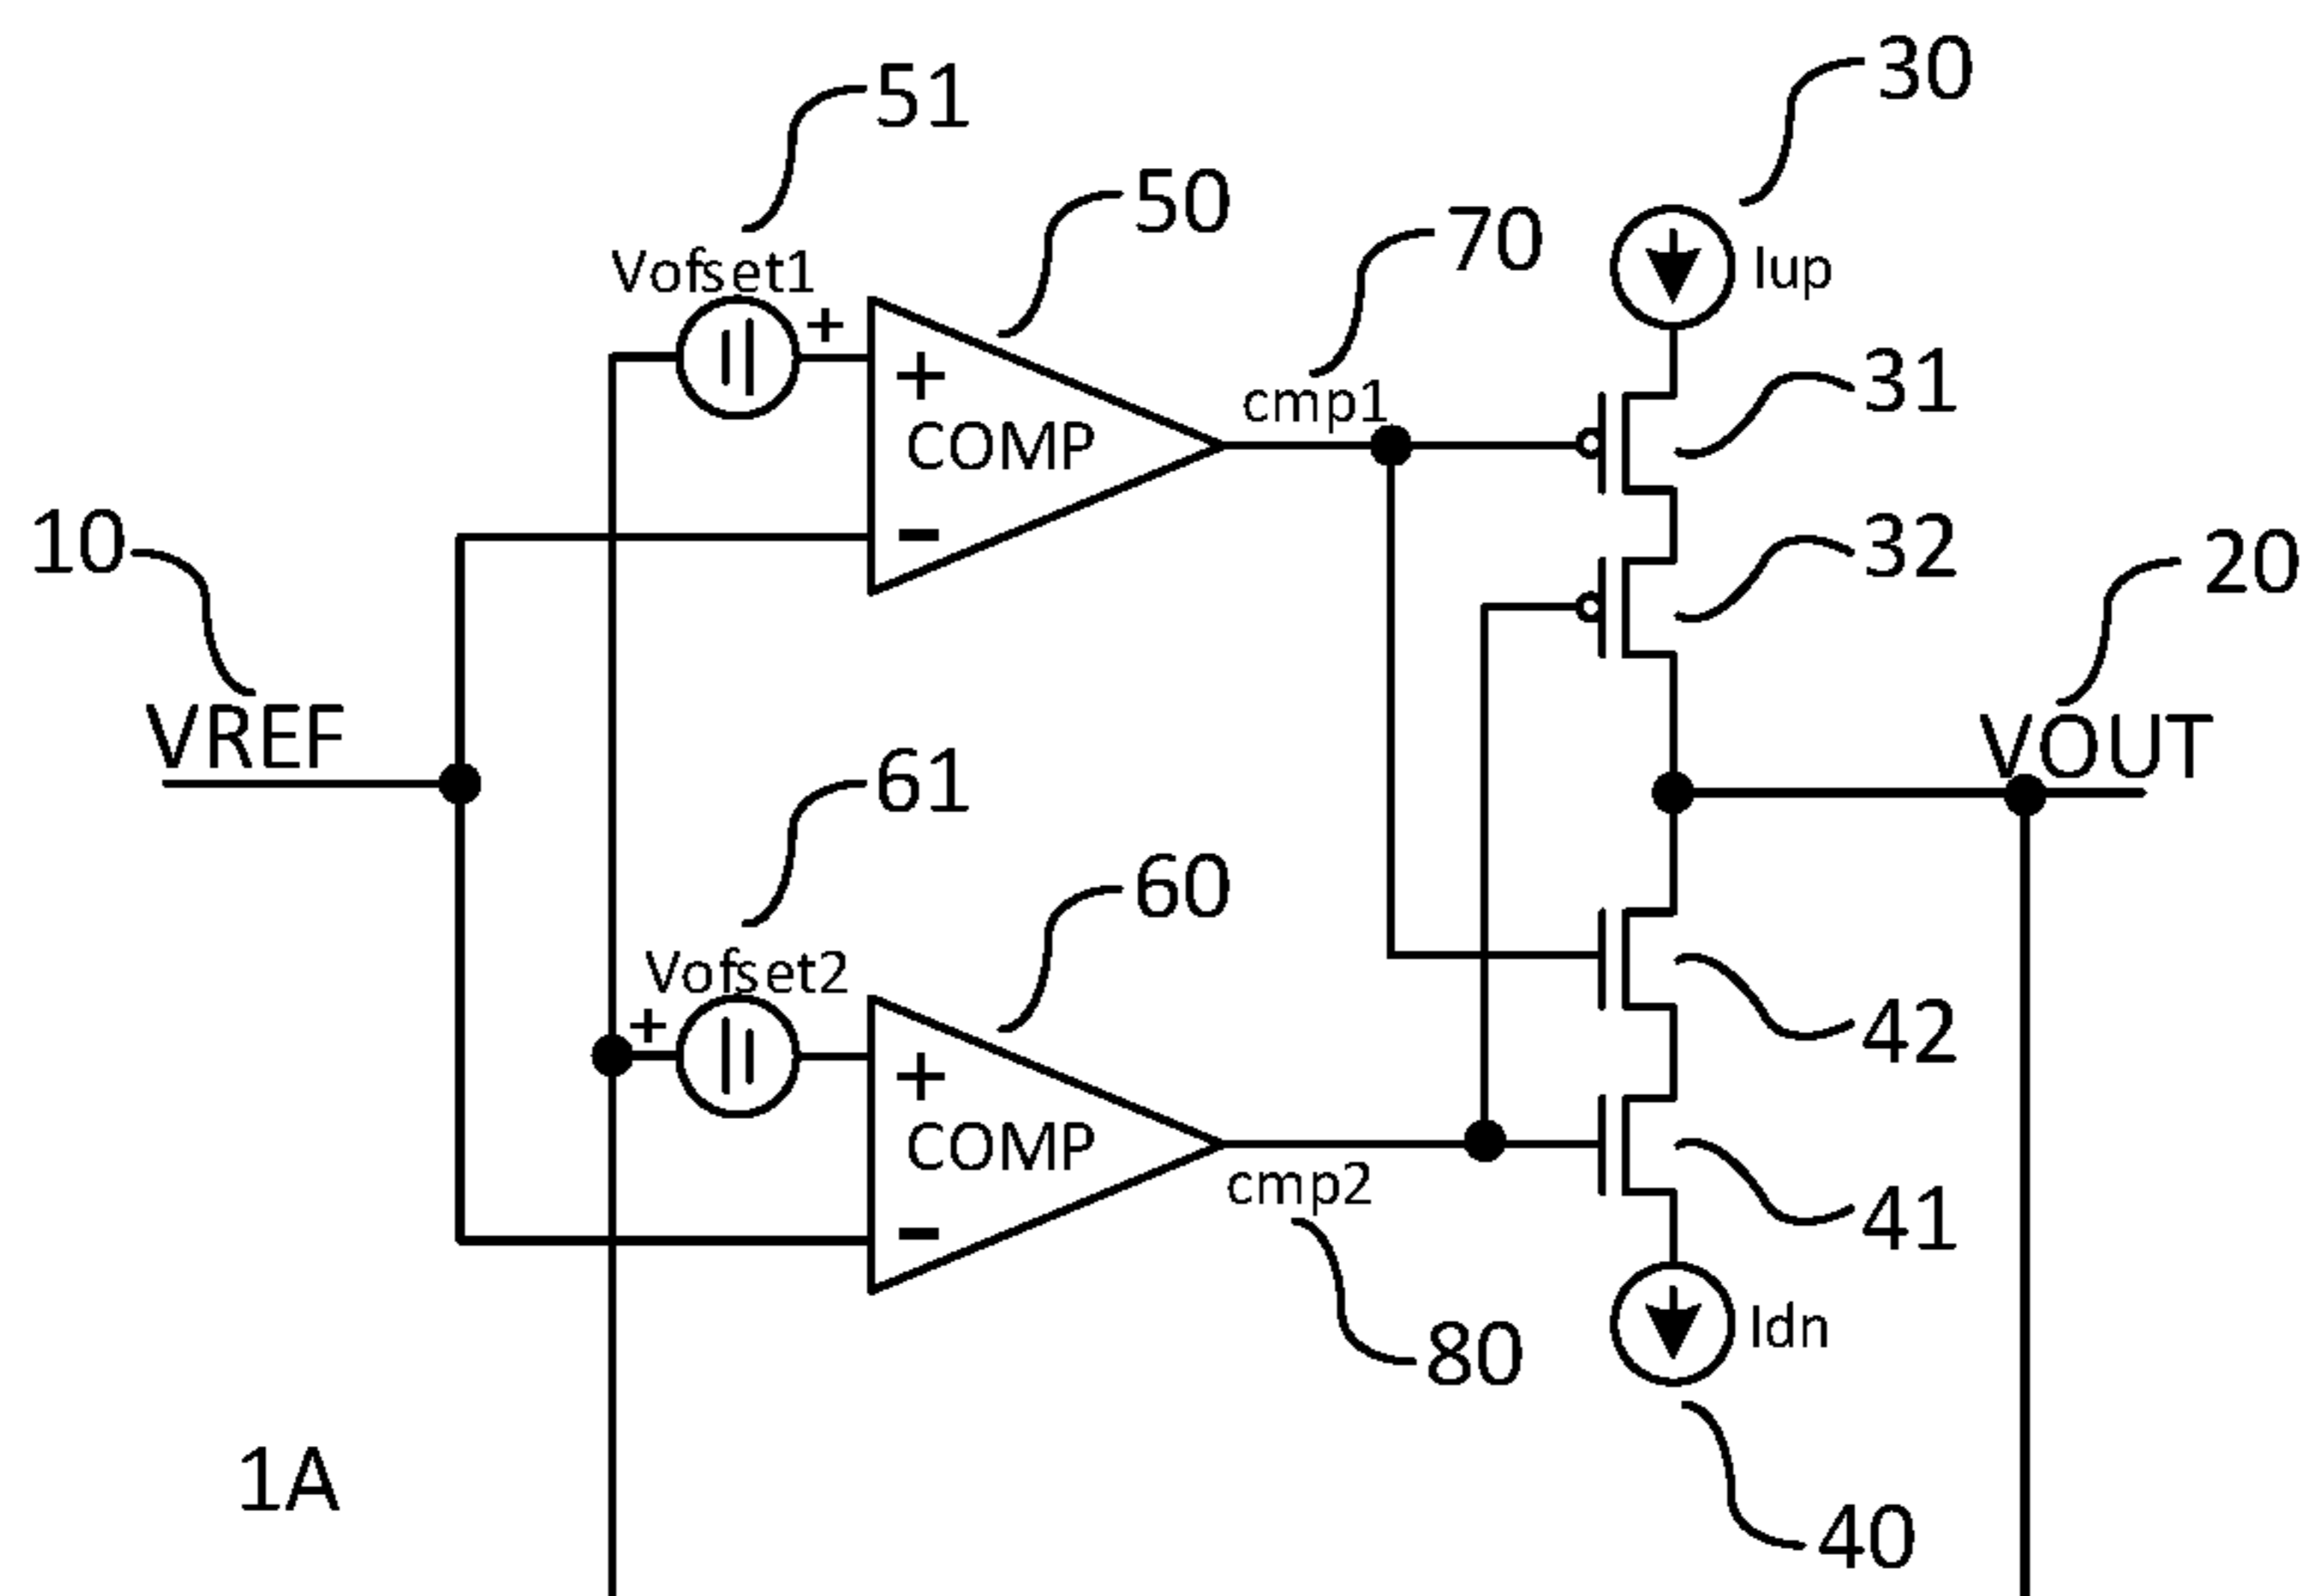 30
51
50
70
Vofset1
Iup
+
+
COMP
-
cmp1
31
10
32
20
VREF
VOUT
61
60
Vofset2
+
+
COMP
-
cmp2
42
41
80
Idn
1A
40